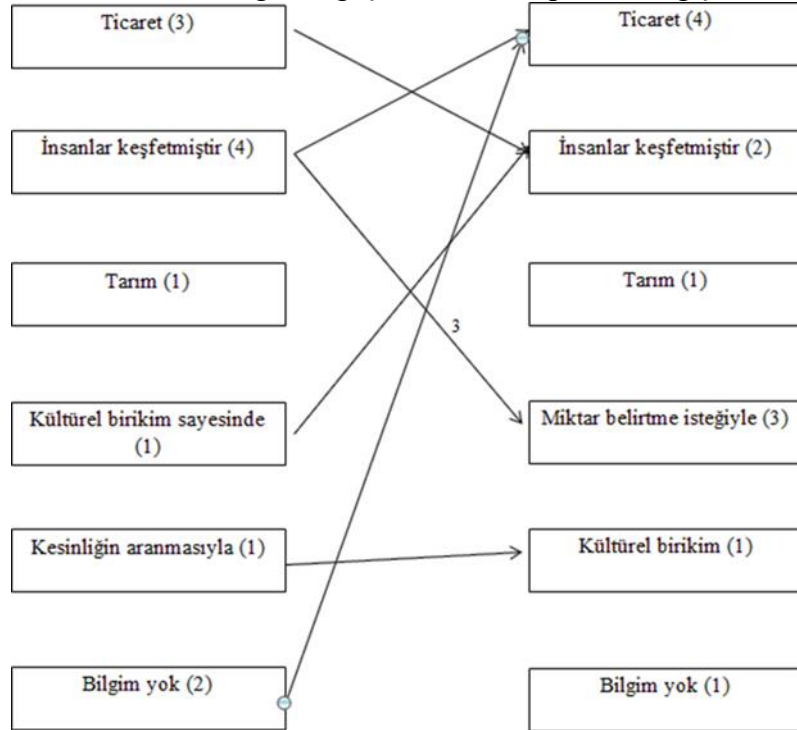 Ticaret (3)
Ticaret (4)
İnsanlar keşfetmiştir (4)
İnsanlar keşfetmiştir (2)
Tarım (1)
Tarım (1)
3
Kültürel birikim sayesinde
(1)
Miktar belirtme isteğiyle (3)
Kesinliğin aranmasıyla (1)
Kültürel birikim (1)
Bilgim yok (2)
Bilgim yok (1)